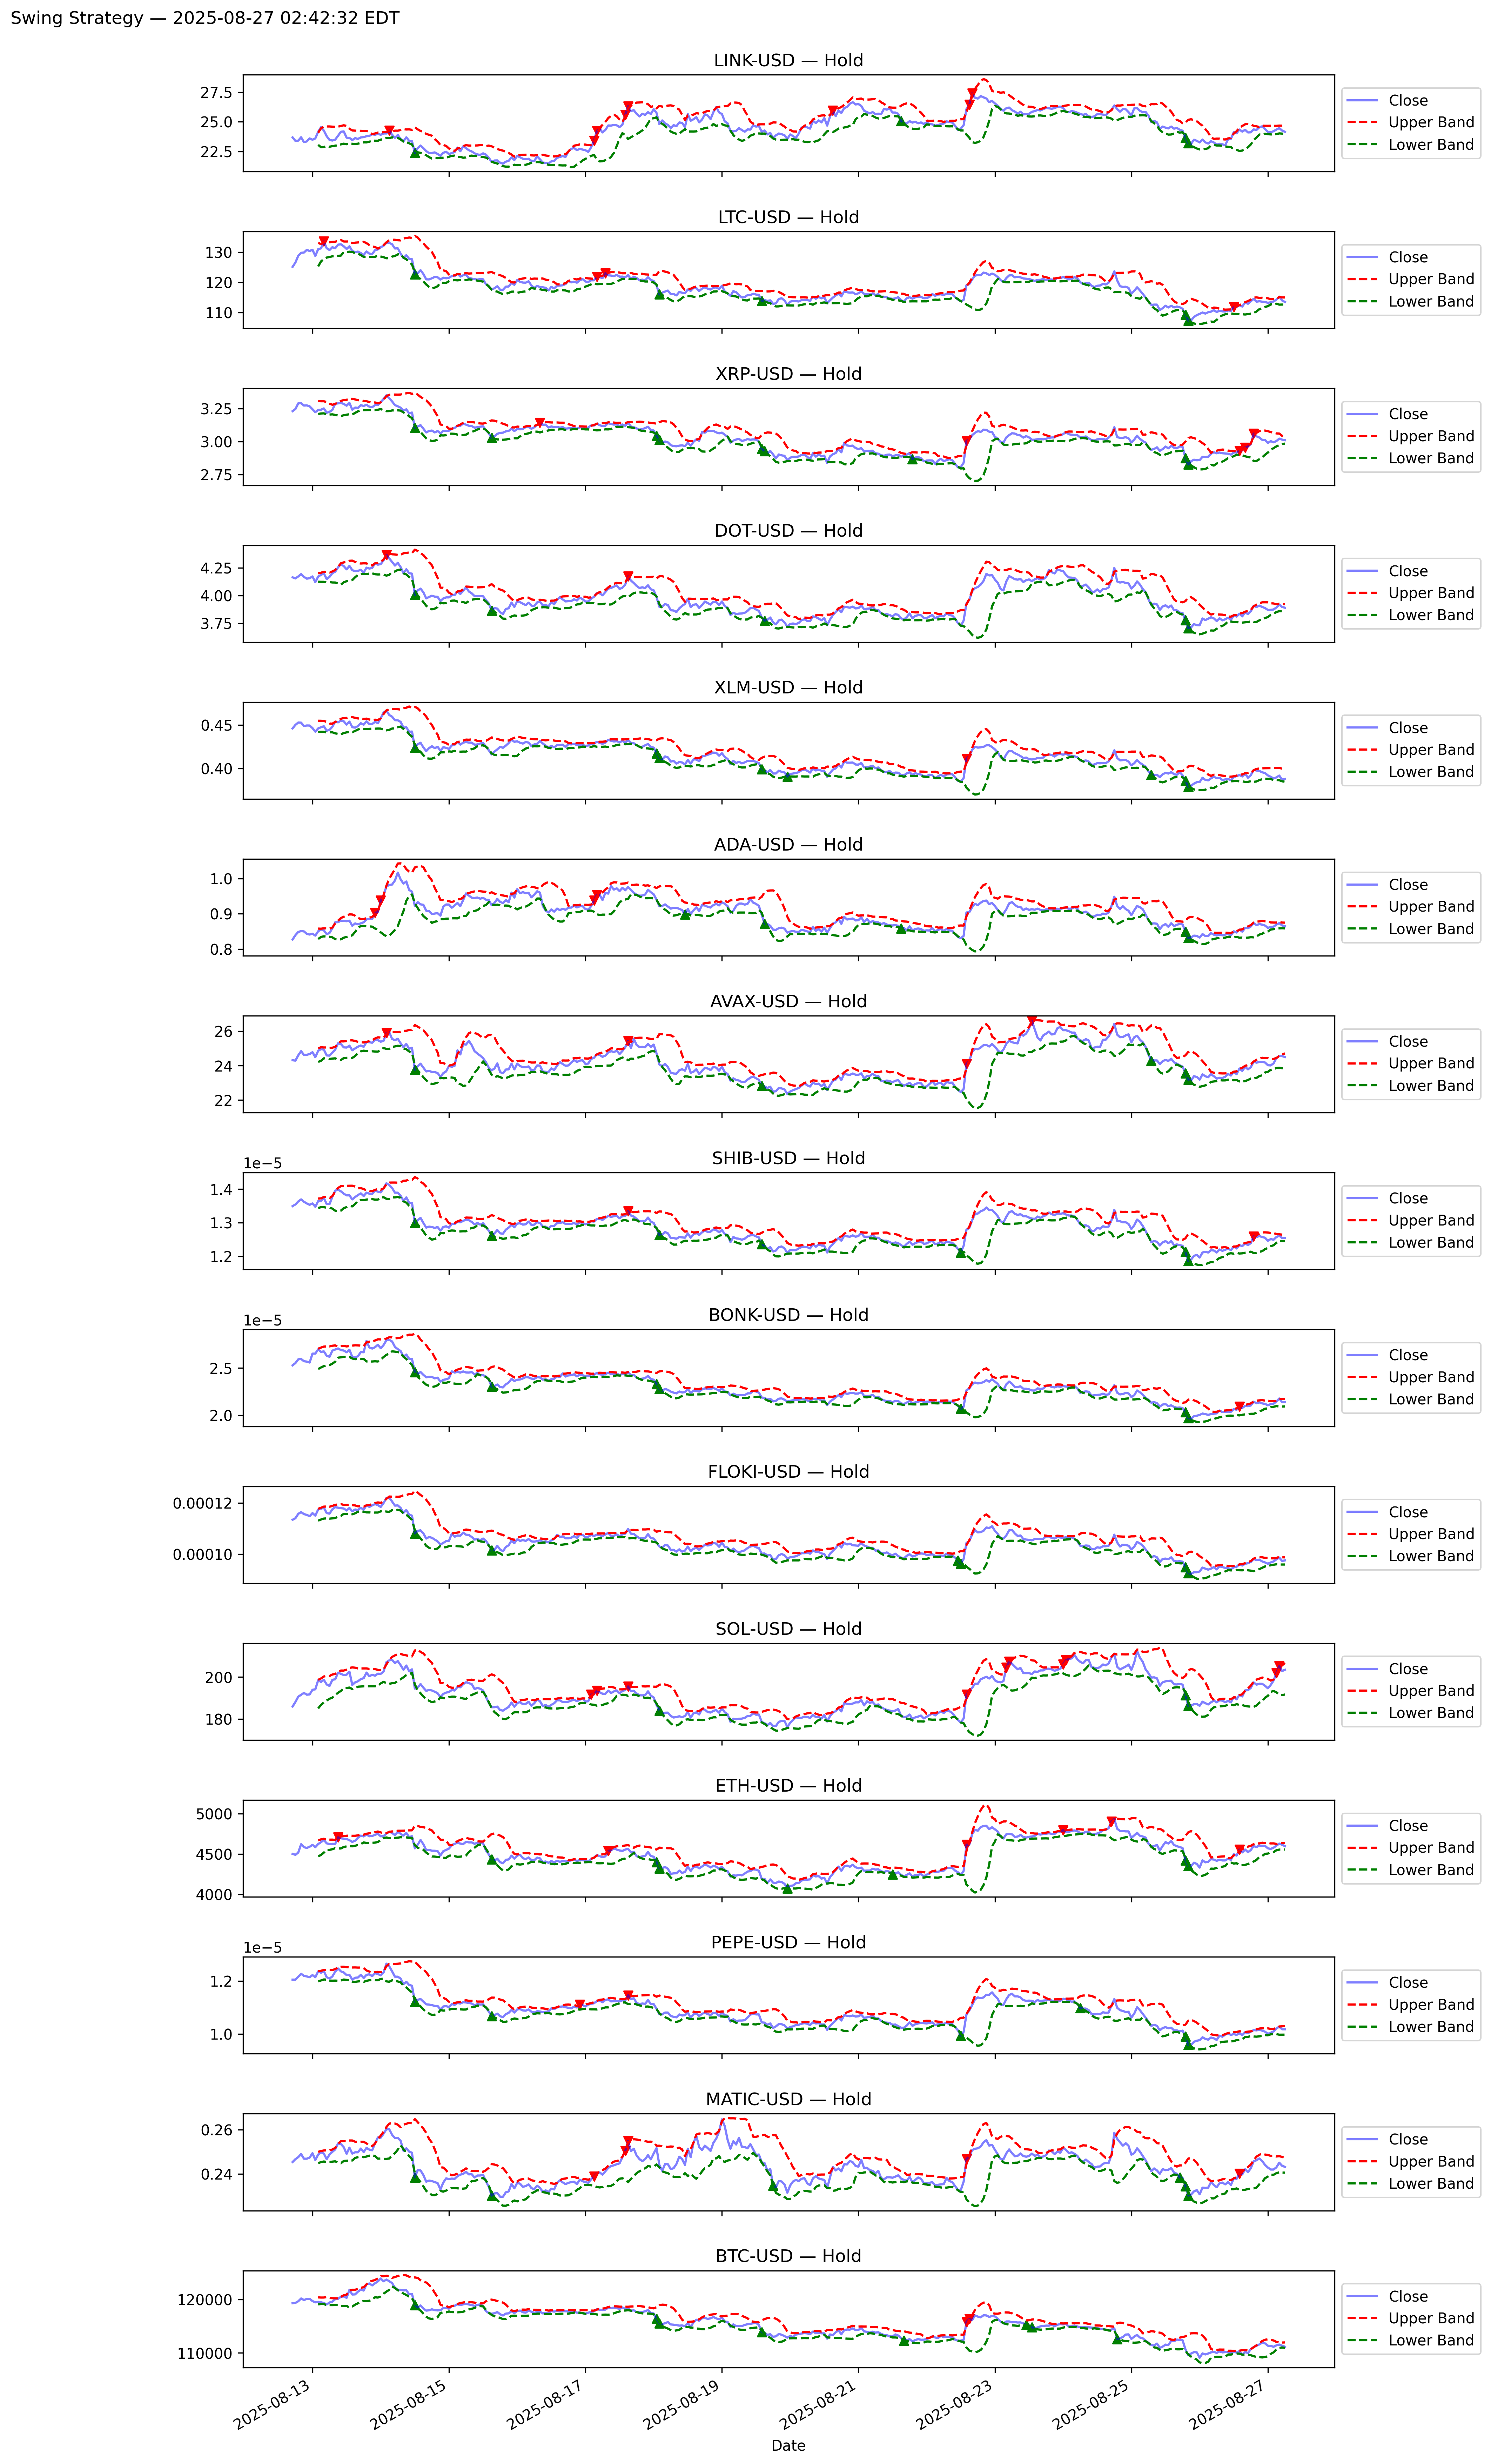 Swing Strategy — 2025-08-27 02:42:32 EDT
LINK-USD — Hold
27.5
25.0
22.5
Close
Upper Band
Lower Band
LTC-USD — Hold
130
120
110
Close
Upper Band
Lower Band
XRP-USD — Hold
3.25
3.00
2.75
Close
Upper Band
Lower Band
DOT-USD — Hold
4.25
4.00
3.75
Close
Upper Band
Lower Band
XLM-USD — Hold
0.45
0.40
Close
Upper Band
Lower Band
ADA-USD — Hold
1.0
0.9
0.8
Close
Upper Band
Lower Band
AVAX-USD — Hold
26
24
22
Close
Upper Band
Lower Band
SHIB-USD — Hold
1e−5
1.4
1.3
1.2
Close
Upper Band
Lower Band
BONK-USD — Hold
1e−5
2.5
2.0
Close
Upper Band
Lower Band
FLOKI-USD — Hold
0.00012
0.00010
Close
Upper Band
Lower Band
SOL-USD — Hold
200
180
Close
Upper Band
Lower Band
ETH-USD — Hold
5000
4500
4000
Close
Upper Band
Lower Band
PEPE-USD — Hold
1e−5
1.2
1.0
Close
Upper Band
Lower Band
MATIC-USD — Hold
0.26
0.24
Close
Upper Band
Lower Band
BTC-USD — Hold
120000
110000
Close
Upper Band
Lower Band
2025-08-13
2025-08-15
2025-08-17
2025-08-19
2025-08-21
2025-08-23
2025-08-25
2025-08-27
Date